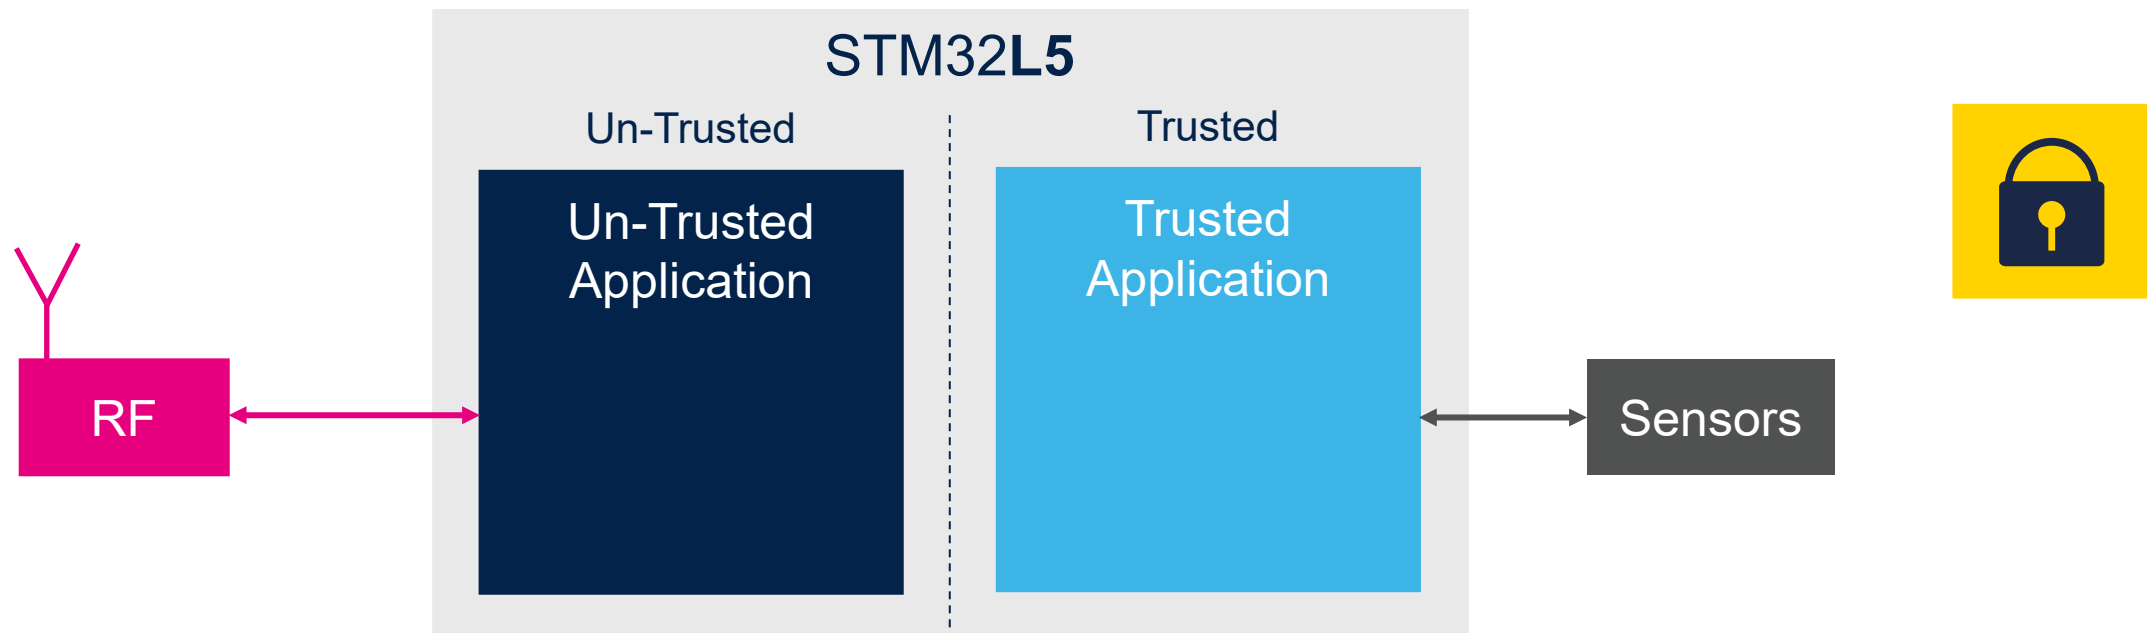 STM32L5
Un-Trusted
Trusted
Un-Trusted
Application
Trusted
Application
RF
Sensors